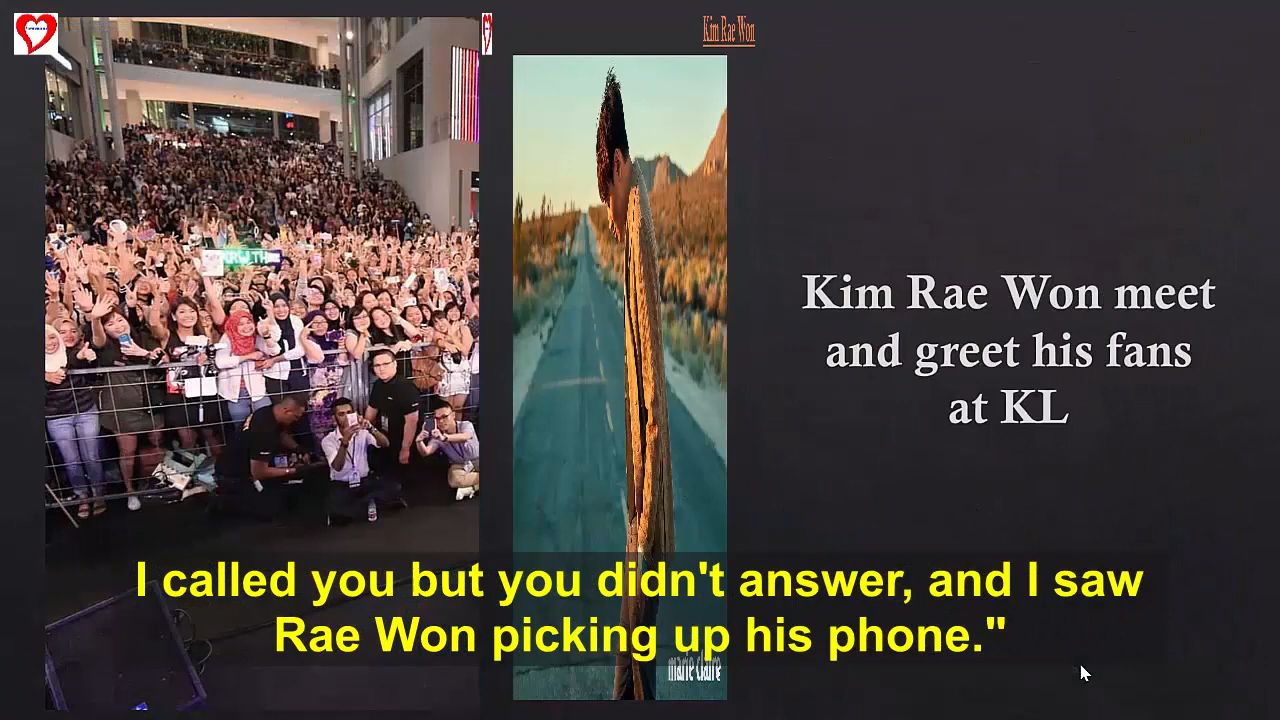 Kim Rae Won
Kim Rae Won meet
and greet his fans
at KL
I called you but you didn't answer, and I saw
Rae Won picking up his phone."
marie claire